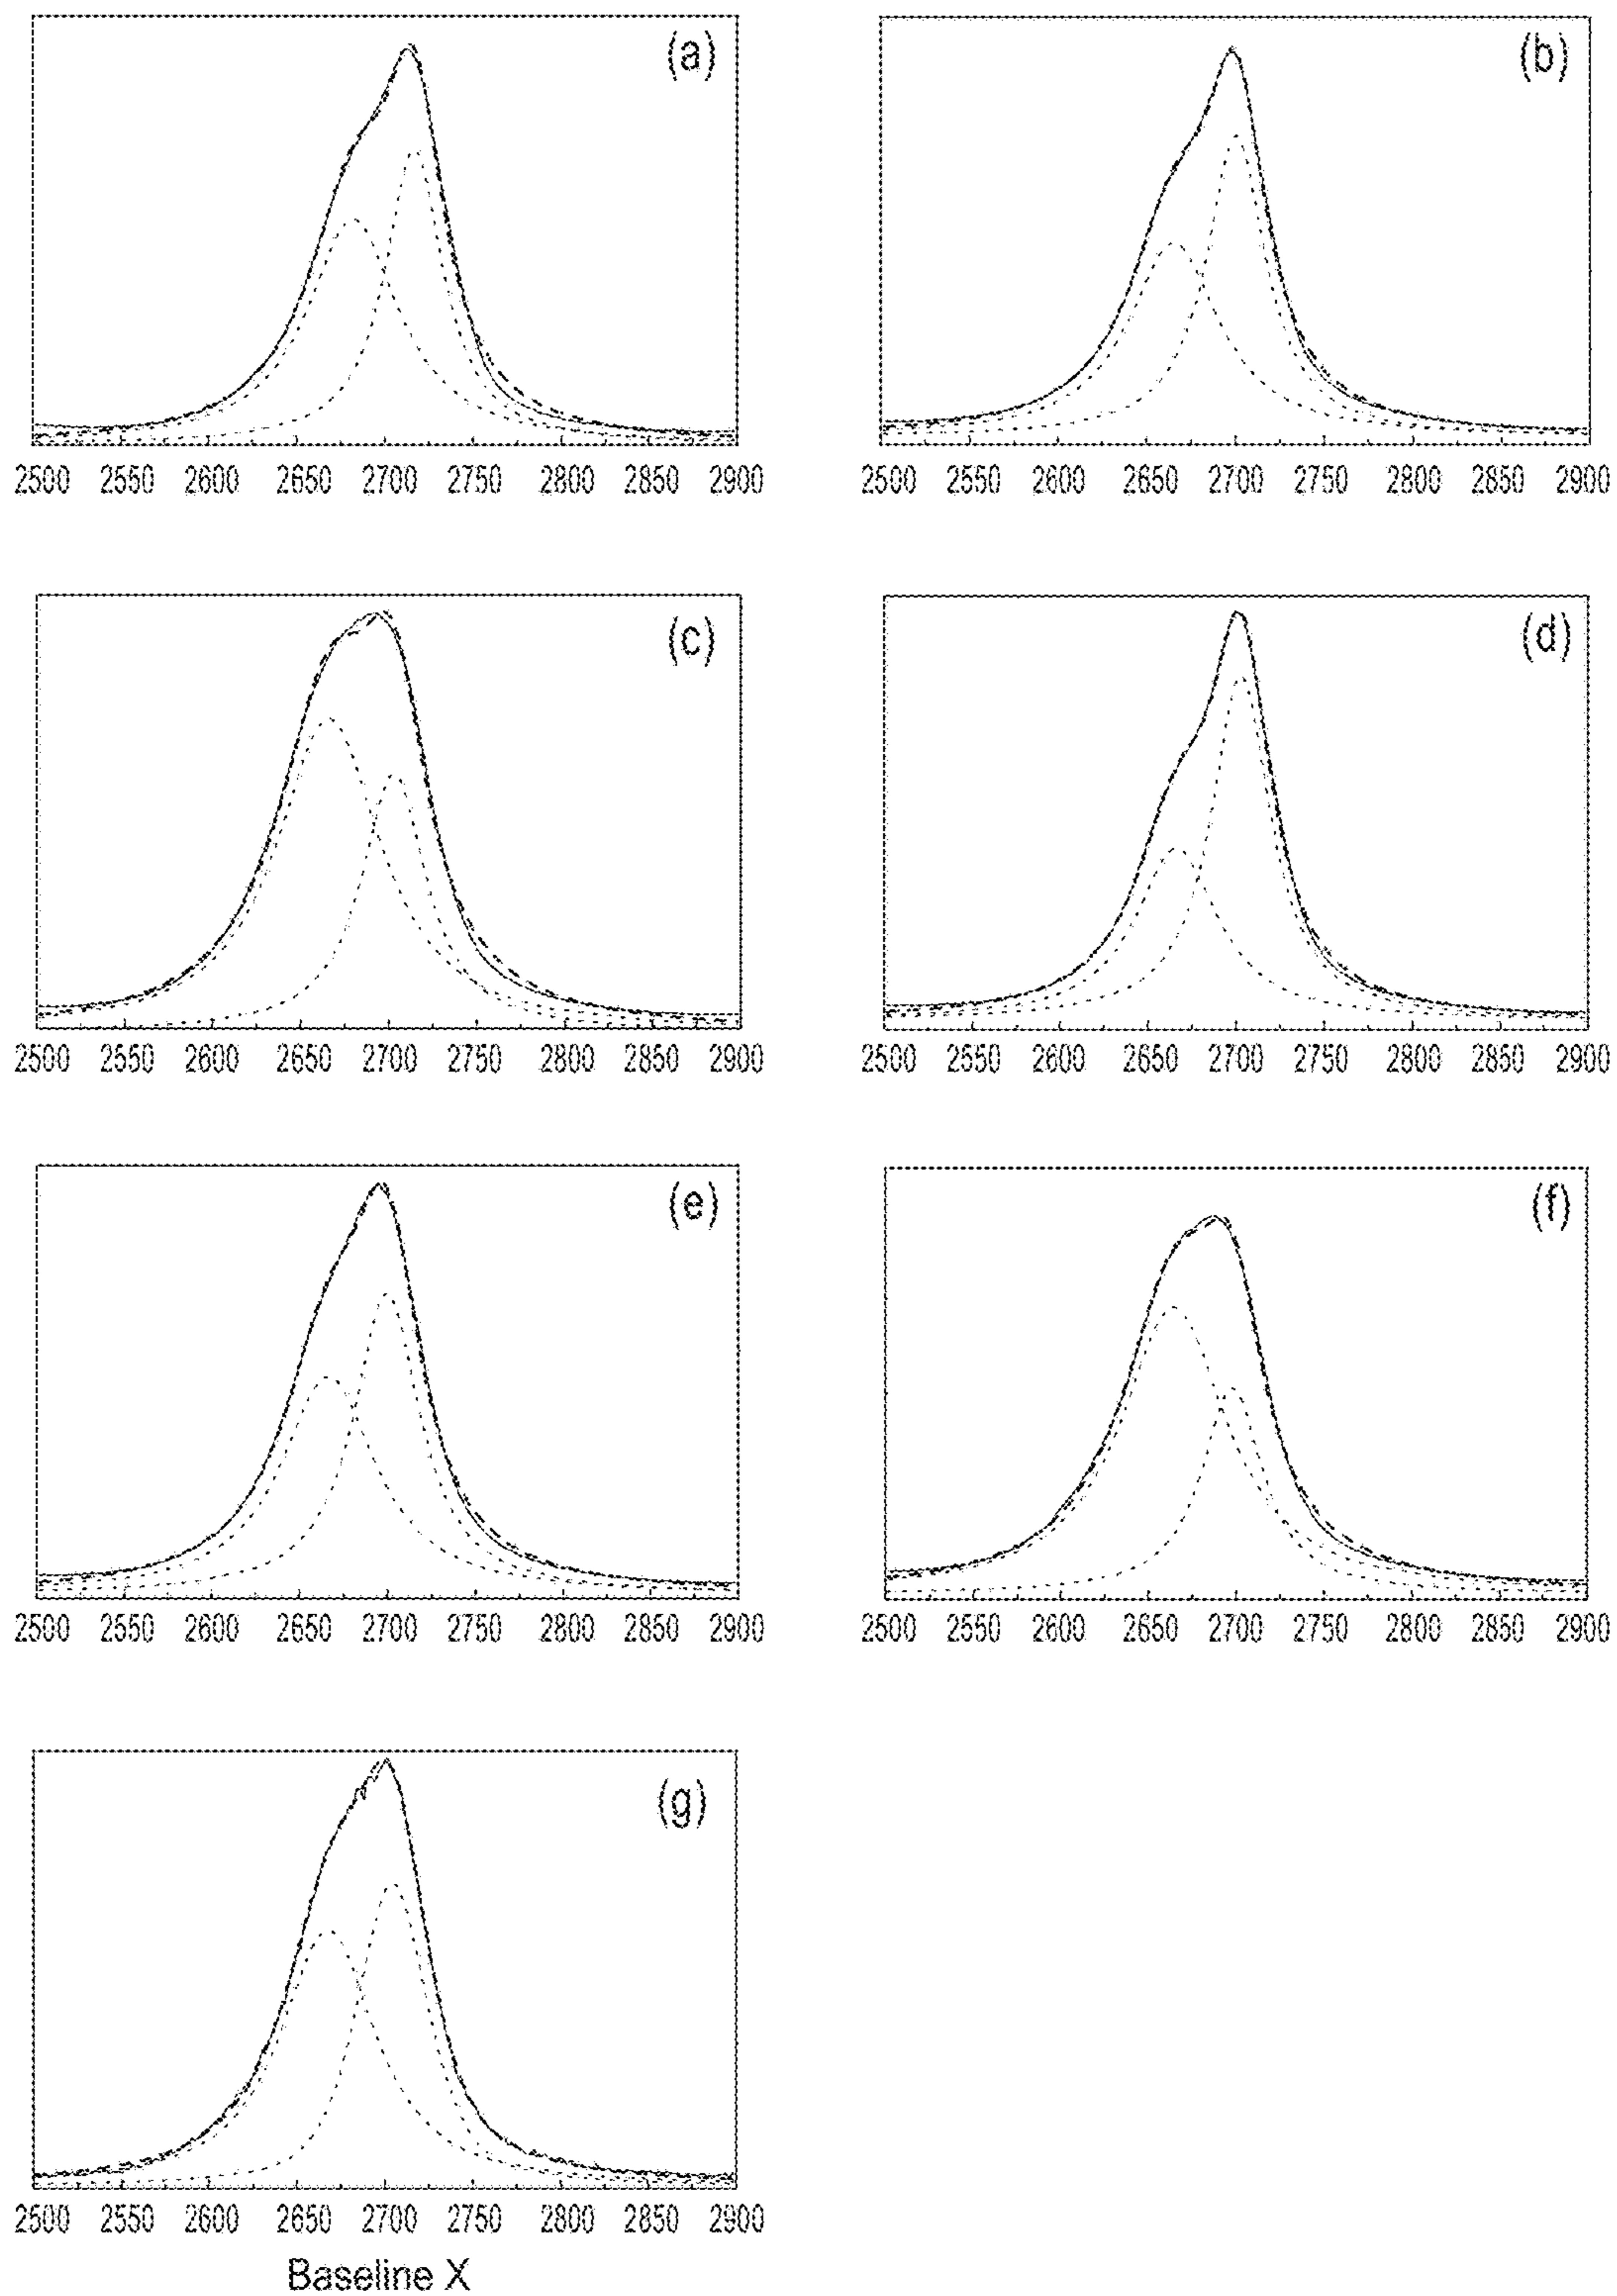 (a) (b)
2500 2550 2600 2650 2700 2750 2800 2850 2900 2500 2550 2600 2650 2700 2750 2800 2850 2900
(c) (d)
2500 2550 2600 2650 2700 2750 2800 2850 2900 2500 2550 2600 2650 2700 2750 2800 2850 2900
(e) (f)
2500 2550 2600 2650 2700 2750 2800 2850 2900 2500 2550 2600 2650 2700 2750 2800 2850 2900
(g)
2500 2550 2600 2650 2700 2750 2800 2850 2900
Baseline X